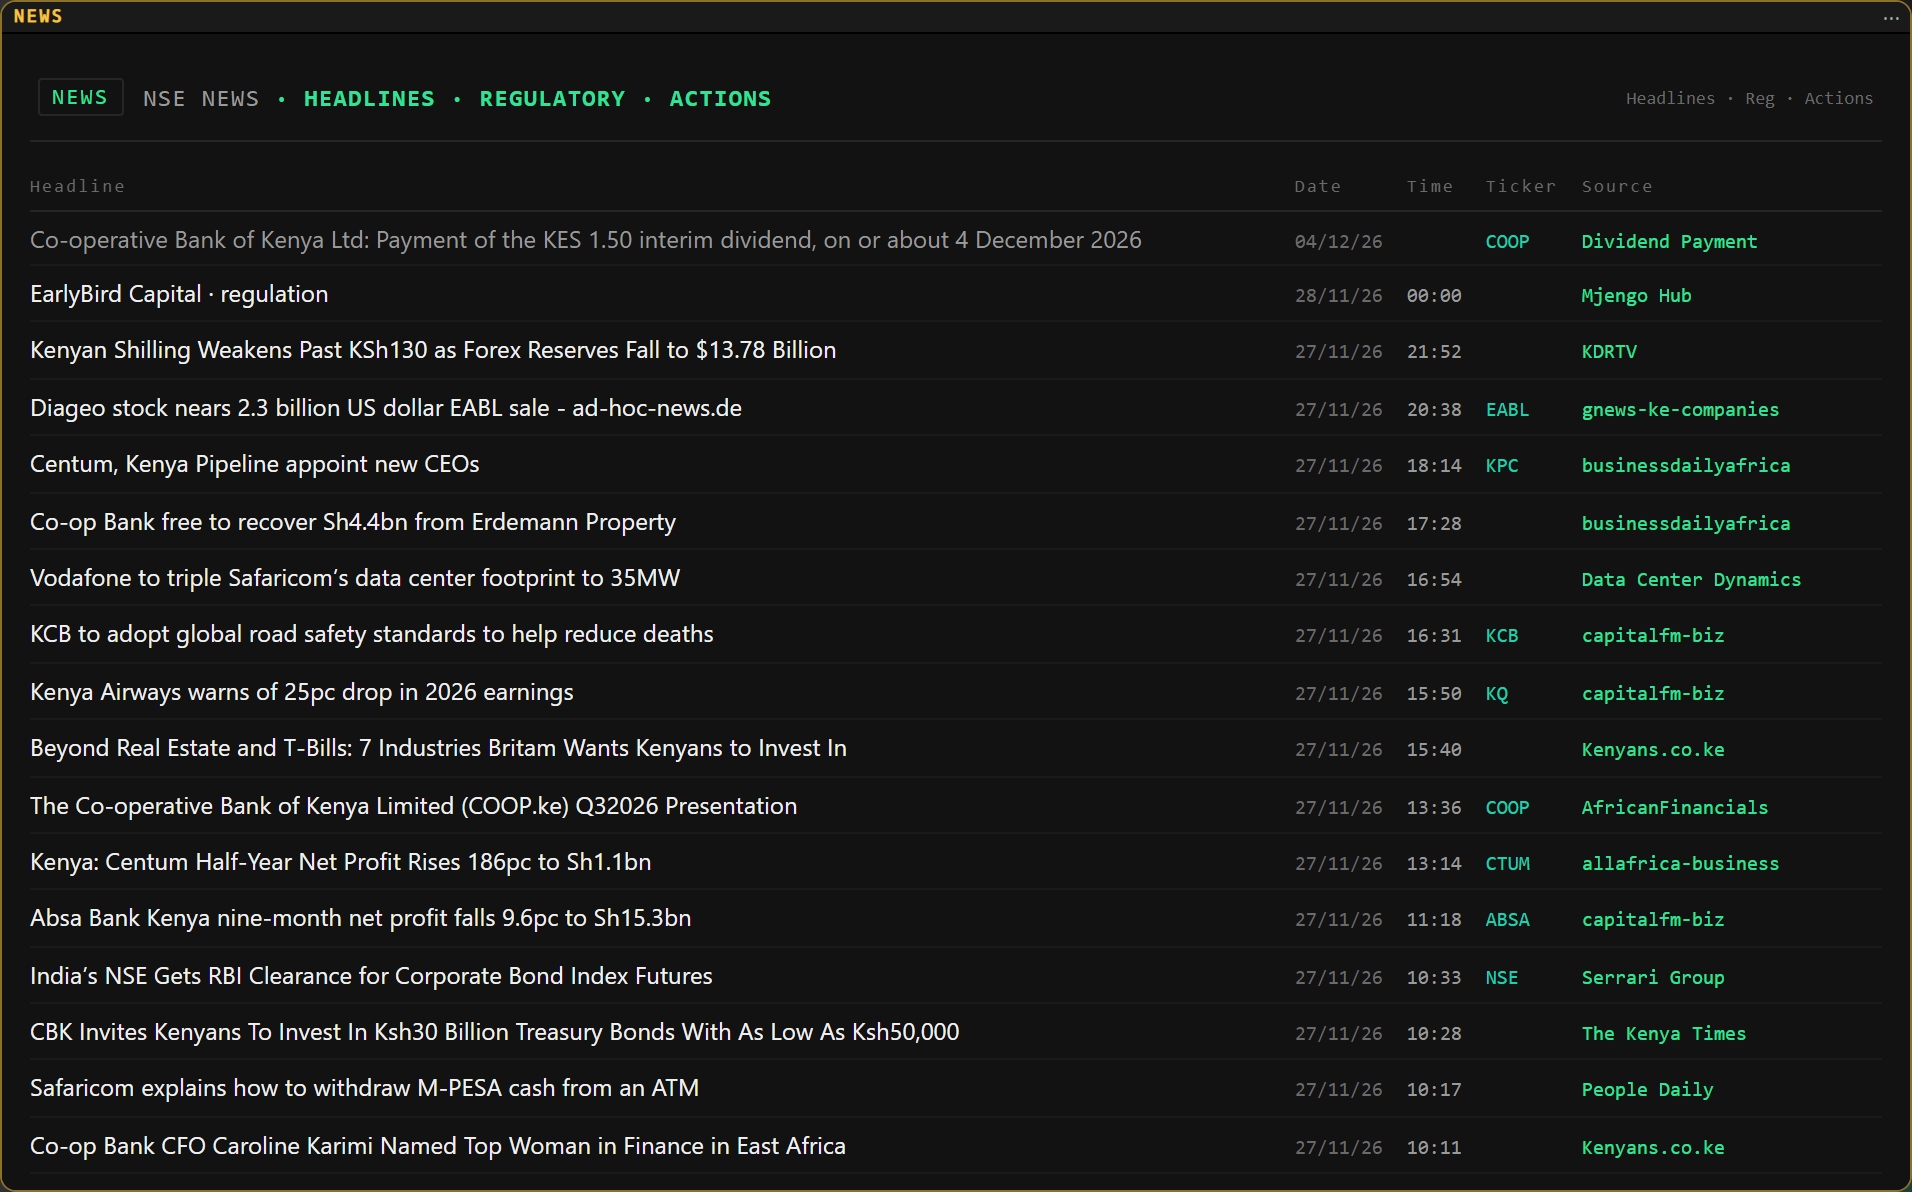 NEWS ...
NEWS NSE NEWS • HEADLINES • REGULATORY • ACTIONS Headlines · Reg · Actions
Headline Date Time Ticker Source
Co-operative Bank of Kenya Ltd: Payment of the KES 1.50 interim dividend, on or about 4 December 2026 04/12/26 COOP Dividend Payment
EarlyBird Capital · regulation 28/11/26 00:00 Mjengo Hub
Kenyan Shilling Weakens Past KSh130 as Forex Reserves Fall to $13.78 Billion 27/11/26 21:52 KDRTV
Diageo stock nears 2.3 billion US dollar EABL sale - ad-hoc-news.de 27/11/26 20:38 EABL gnews-ke-companies
Centum, Kenya Pipeline appoint new CEOs 27/11/26 18:14 KPC businessdailyafrica
Co-op Bank free to recover Sh4.4bn from Erdemann Property 27/11/26 17:28 businessdailyafrica
Vodafone to triple Safaricom’s data center footprint to 35MW 27/11/26 16:54 Data Center Dynamics
KCB to adopt global road safety standards to help reduce deaths 27/11/26 16:31 KCB capitalfm-biz
Kenya Airways warns of 25pc drop in 2026 earnings 27/11/26 15:50 KQ capitalfm-biz
Beyond Real Estate and T-Bills: 7 Industries Britam Wants Kenyans to Invest In 27/11/26 15:40 Kenyans.co.ke
The Co-operative Bank of Kenya Limited (COOP.ke) Q32026 Presentation 27/11/26 13:36 COOP AfricanFinancials
Kenya: Centum Half-Year Net Profit Rises 186pc to Sh1.1bn 27/11/26 13:14 CTUM allafrica-business
Absa Bank Kenya nine-month net profit falls 9.6pc to Sh15.3bn 27/11/26 11:18 ABSA capitalfm-biz
India’s NSE Gets RBI Clearance for Corporate Bond Index Futures 27/11/26 10:33 NSE Serrari Group
CBK Invites Kenyans To Invest In Ksh30 Billion Treasury Bonds With As Low As Ksh50,000 27/11/26 10:28 The Kenya Times
Safaricom explains how to withdraw M-PESA cash from an ATM 27/11/26 10:17 People Daily
Co-op Bank CFO Caroline Karimi Named Top Woman in Finance in East Africa 27/11/26 10:11 Kenyans.co.ke